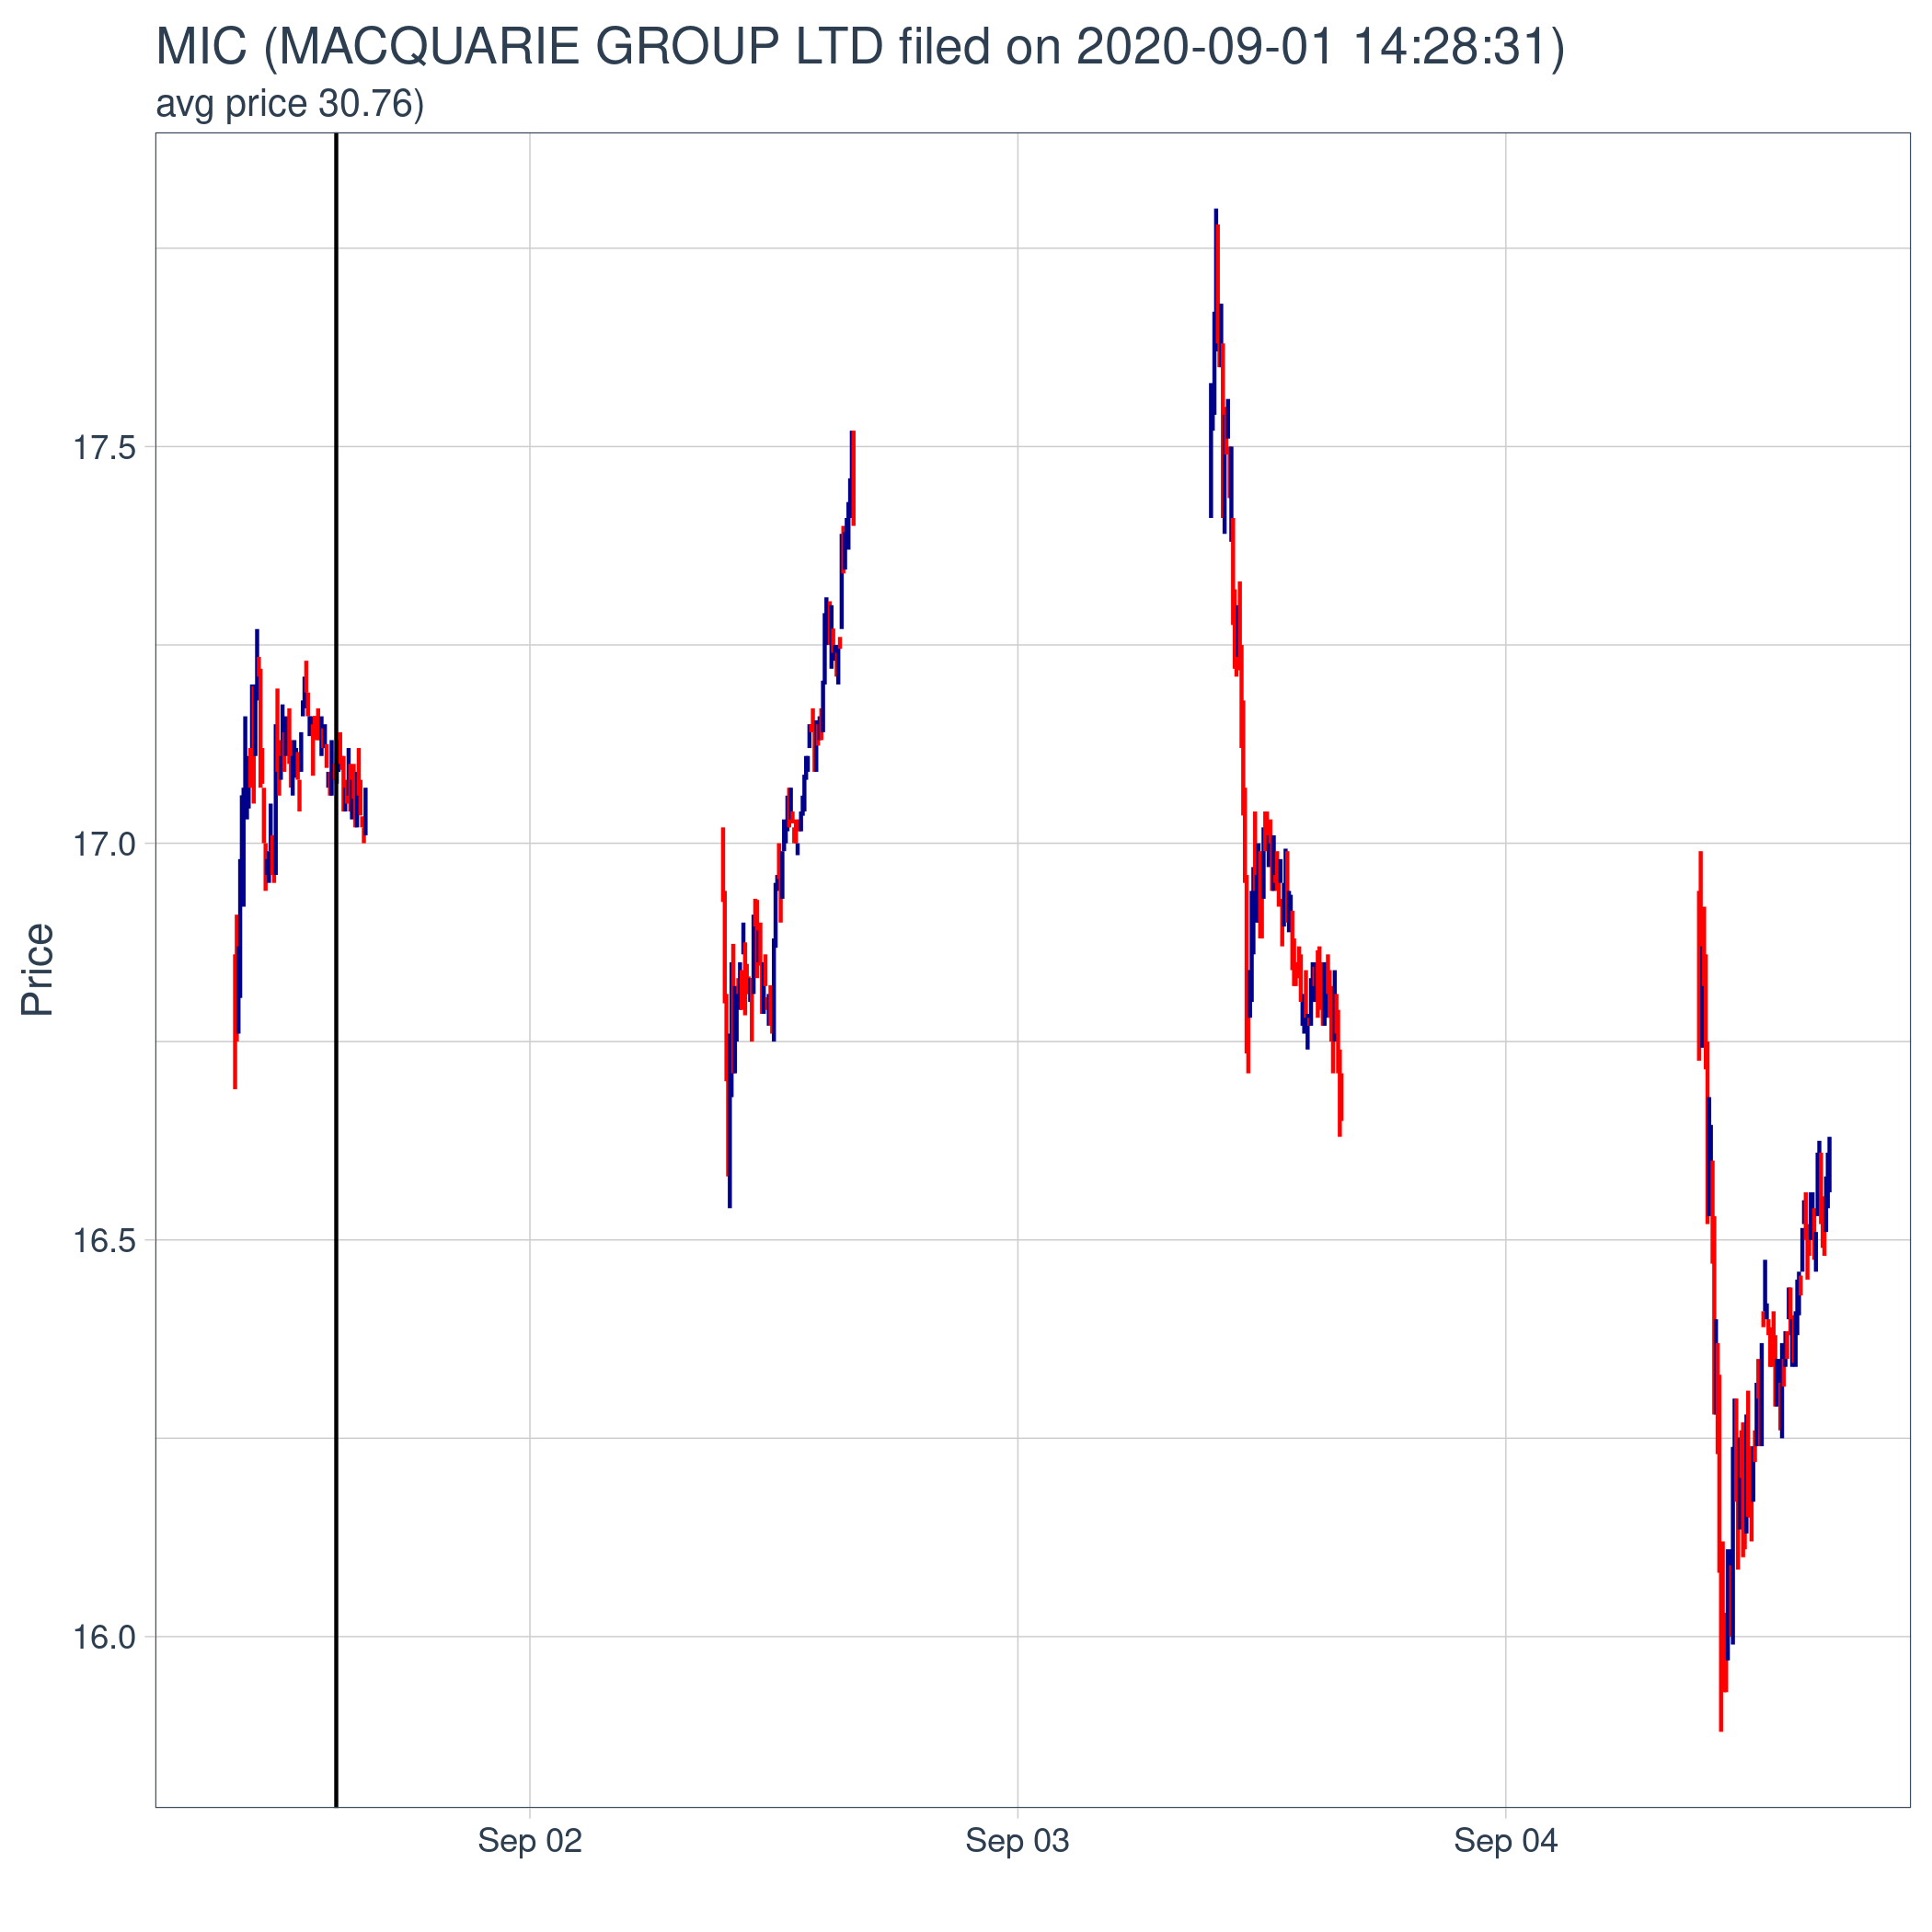 MIC (MACQUARIE GROUP LTD filed on 2020-09-01 14:28:31)
avg price 30.76)
Price
17.5
17.0
16.5
16.0
Sep 02
Sep 03
Sep 04